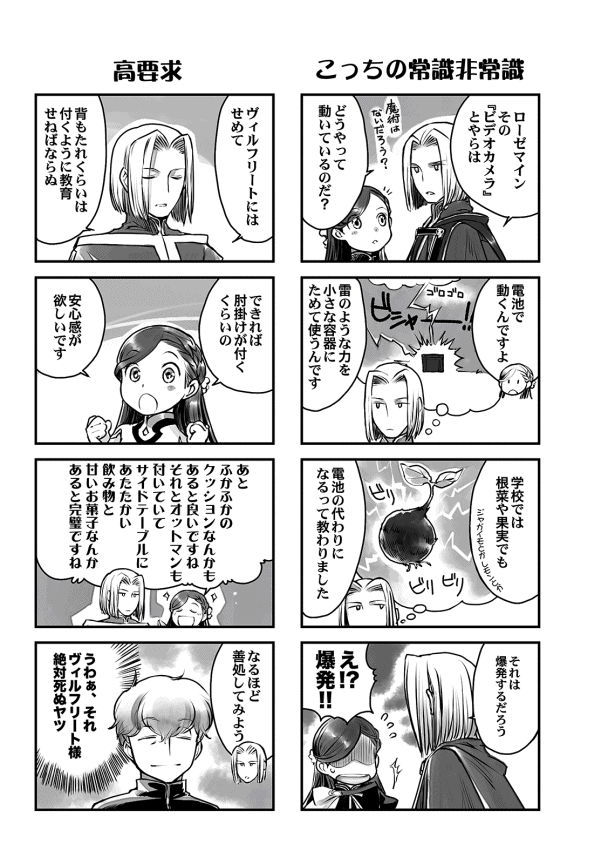 こっちの常識非常識
ローゼマイン
その
『ビデオカメラ』
とやらは
どうやって
動いているのだ?
魔術は
ないだろう?
電池で
動くんですよ
雷のような力を
小さな容器に
ためて使うんです
ゴロゴロ
ビシャーーッ!!
学校では
根菜や果実でも
ジャガイモとかレモンとか
電池の代わりに
なるって教わりました
ビリ
ビリ
ビリ
それは
爆発するだろう
え!?
爆発!!
高要求
ヴィルフリートには
せめて
背もたれくらいは
付くように教育
せねばならぬ
できれば
肘掛けが付く
くらいの
安心感が
欲しいです
あと
ふかふかの
クッションなんかも
あると良いですね
それとオットマンも
付いていて
サイドテーブルに
あたたかい
飲み物と
甘いお菓子なんか
あると完璧ですね
なるほど
善処してみよう
うわぁ、それ
ヴィルフリート様
絶対死ぬヤツ